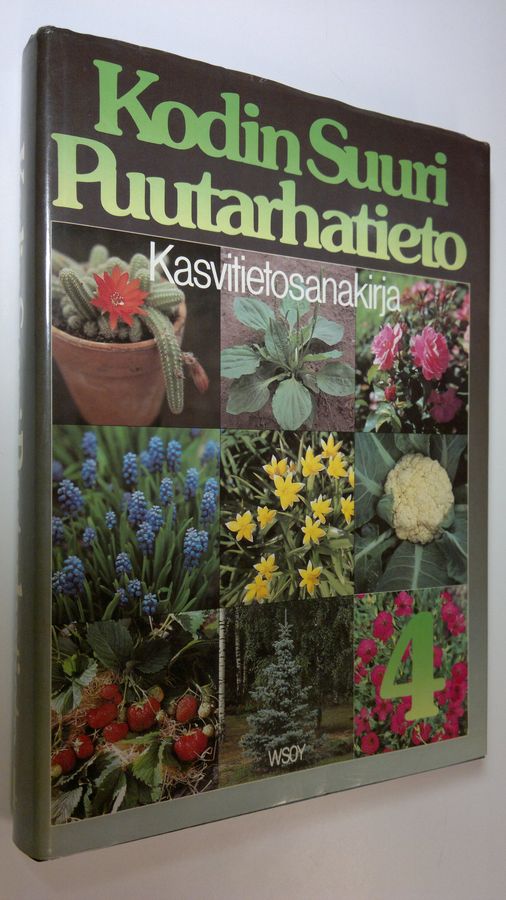 Kodin Suuri
Puutarhatieto
Kasvitietosanakirja
4
WSOY